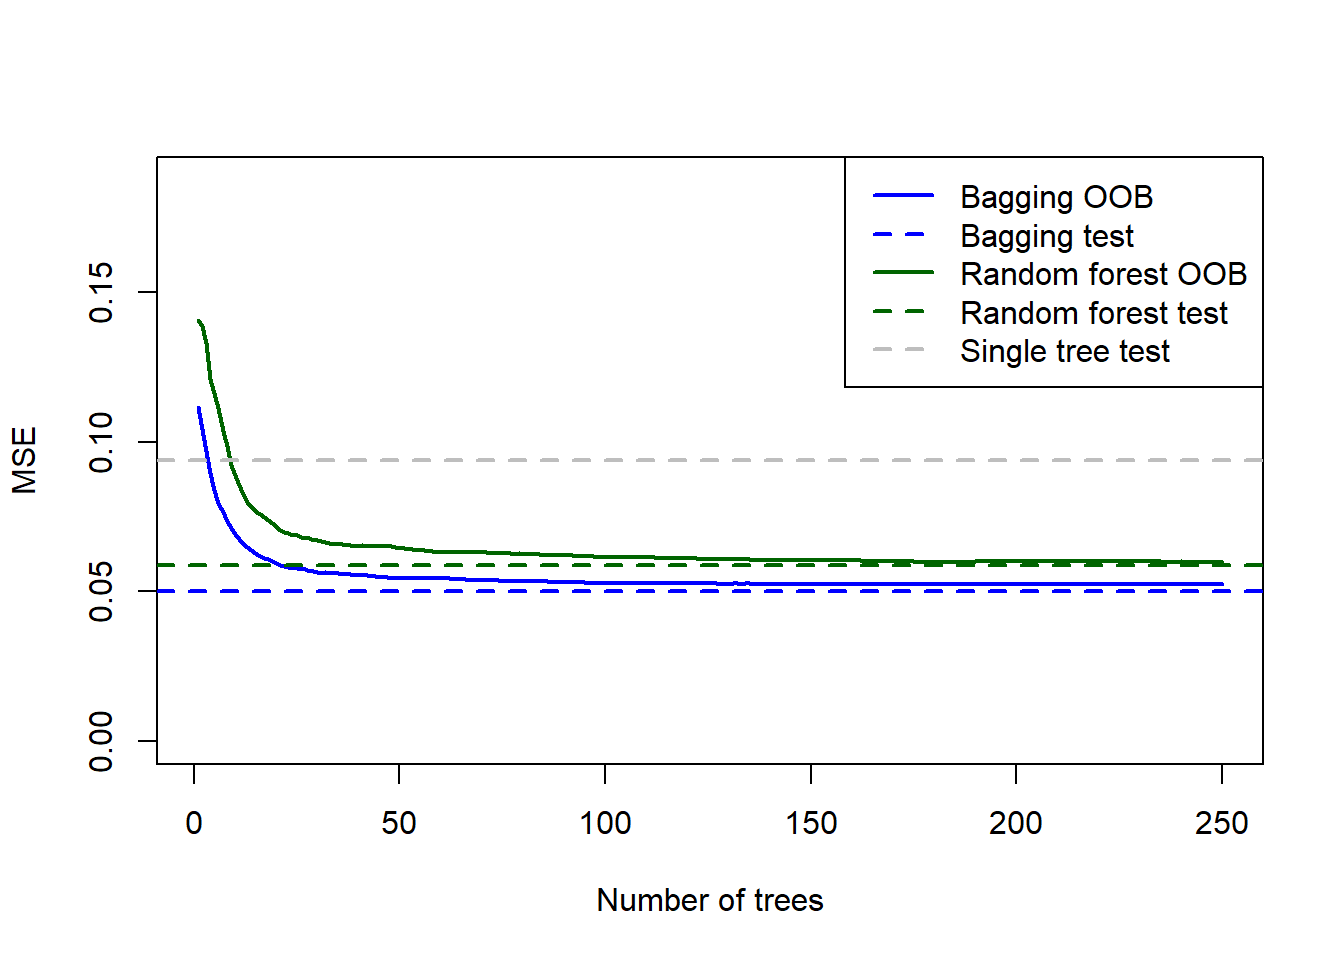 Bagging OOB
Bagging test
Random forest OOB
Random forest test
Single tree test
MSE
0.15
0.10
0.05
0.00
0 50 100 150 200 250
Number of trees